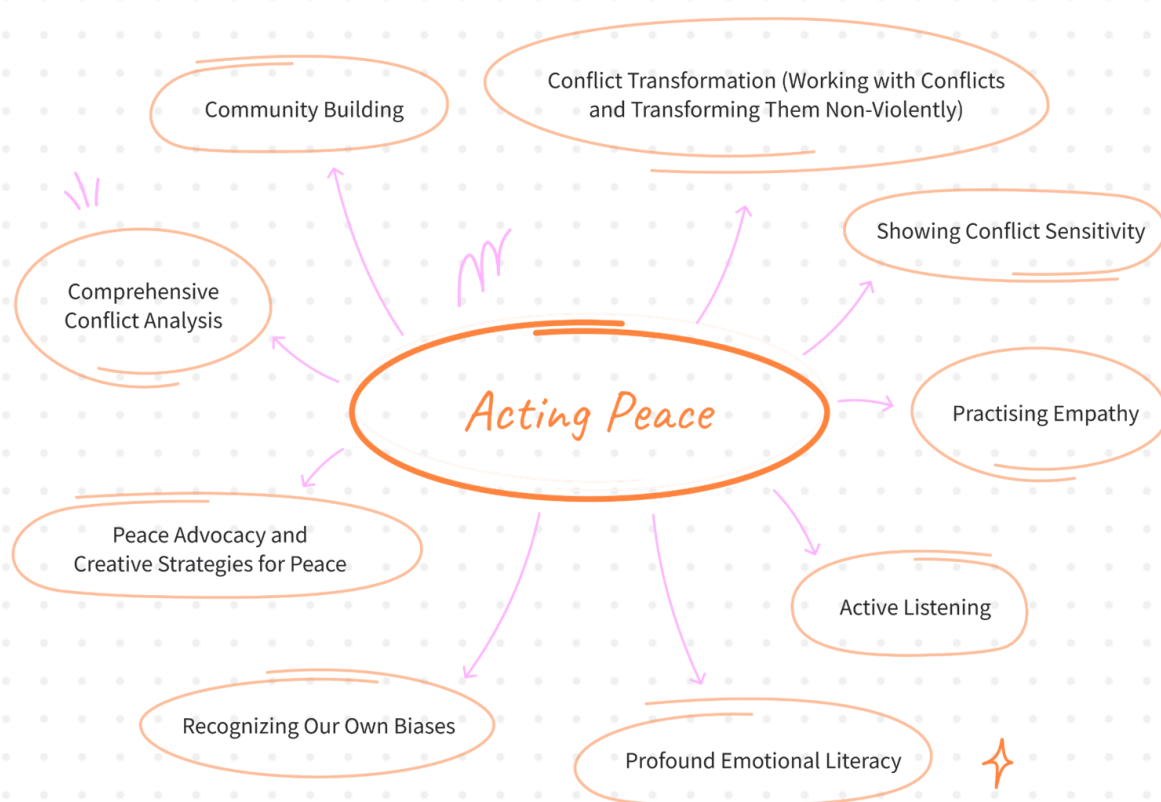 Community Building
Conflict Transformation (Working with Conflicts
and Transforming Them Non-Violently)
Showing Conflict Sensitivity
Comprehensive
Conflict Analysis
Acting Peace
Practising Empathy
Peace Advocacy and
Creative Strategies for Peace
Active Listening
Recognizing Our Own Biases
Profound Emotional Literacy